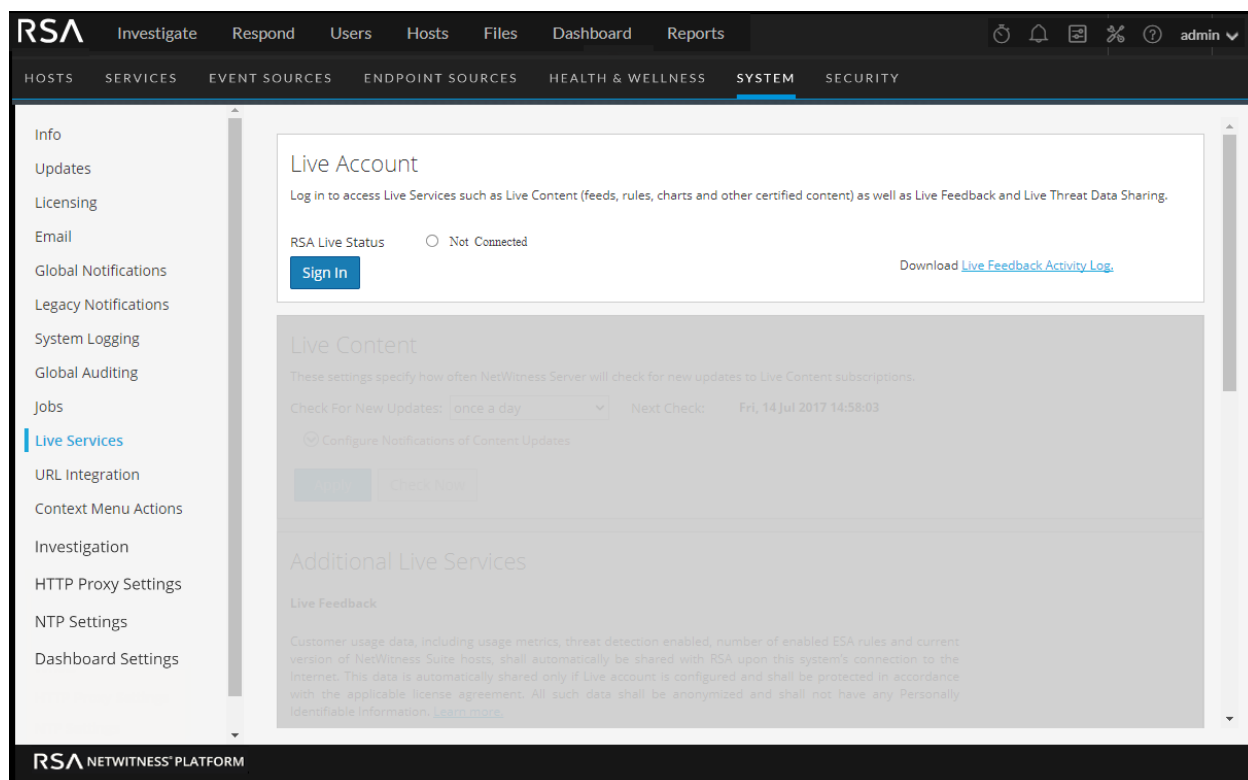 RSA Investigate Respond Users Hosts Files Dashboard Reports admin
HOSTS SERVICES EVENT SOURCES ENDPOINT SOURCES HEALTH & WELLNESS SYSTEM SECURITY
Info
Updates
Licensing
Email
Global Notifications
Legacy Notifications
System Logging
Global Auditing
Jobs
Live Services
URL Integration
Context Menu Actions
Investigation
HTTP Proxy Settings
NTP Settings
Dashboard Settings
Live Account
Log in to access Live Services such as Live Content (feeds, rules, charts and other certified content) as well as Live Feedback and Live Threat Data Sharing.
RSA Live Status Not Connected
Sign In
Download Live Feedback Activity Log.
Live Content
These settings specify how often NetWitness Server will check for new updates to Live Content subscriptions.
Check For New Updates: once a day Next Check: Fri, 14 Jul 2017 14:58:03
Configure Notifications of Content Updates
Apply Check Now
Additional Live Services
Live Feedback
Customer usage data, including usage metrics, threat detection enabled, number of enabled ESA rules and current
version of NetWitness Suite hosts, shall automatically be shared with RSA upon this system's connection to the
Internet. This data is automatically shared only if Live account is configured and shall be protected in accordance
with the applicable license agreement. All such data shall be anonymized and shall not have any Personally
Identifiable Information. Learn more.
RSA NETWITNESS® PLATFORM